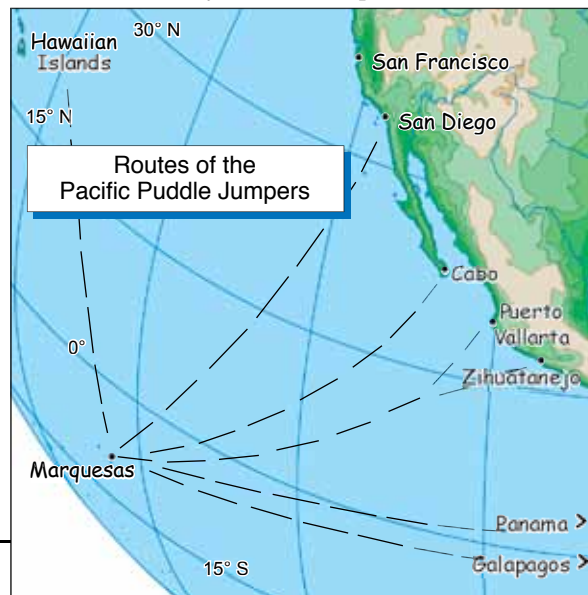 30° N
Hawaiian
Islands
San Francisco
15° N
San Diego
Routes of the
Pacific Puddle Jumpers
Cabo
Puerto
Vallarta
0°
Zihuatanejo
Marquesas
Panama >
Galapagos >
15° S